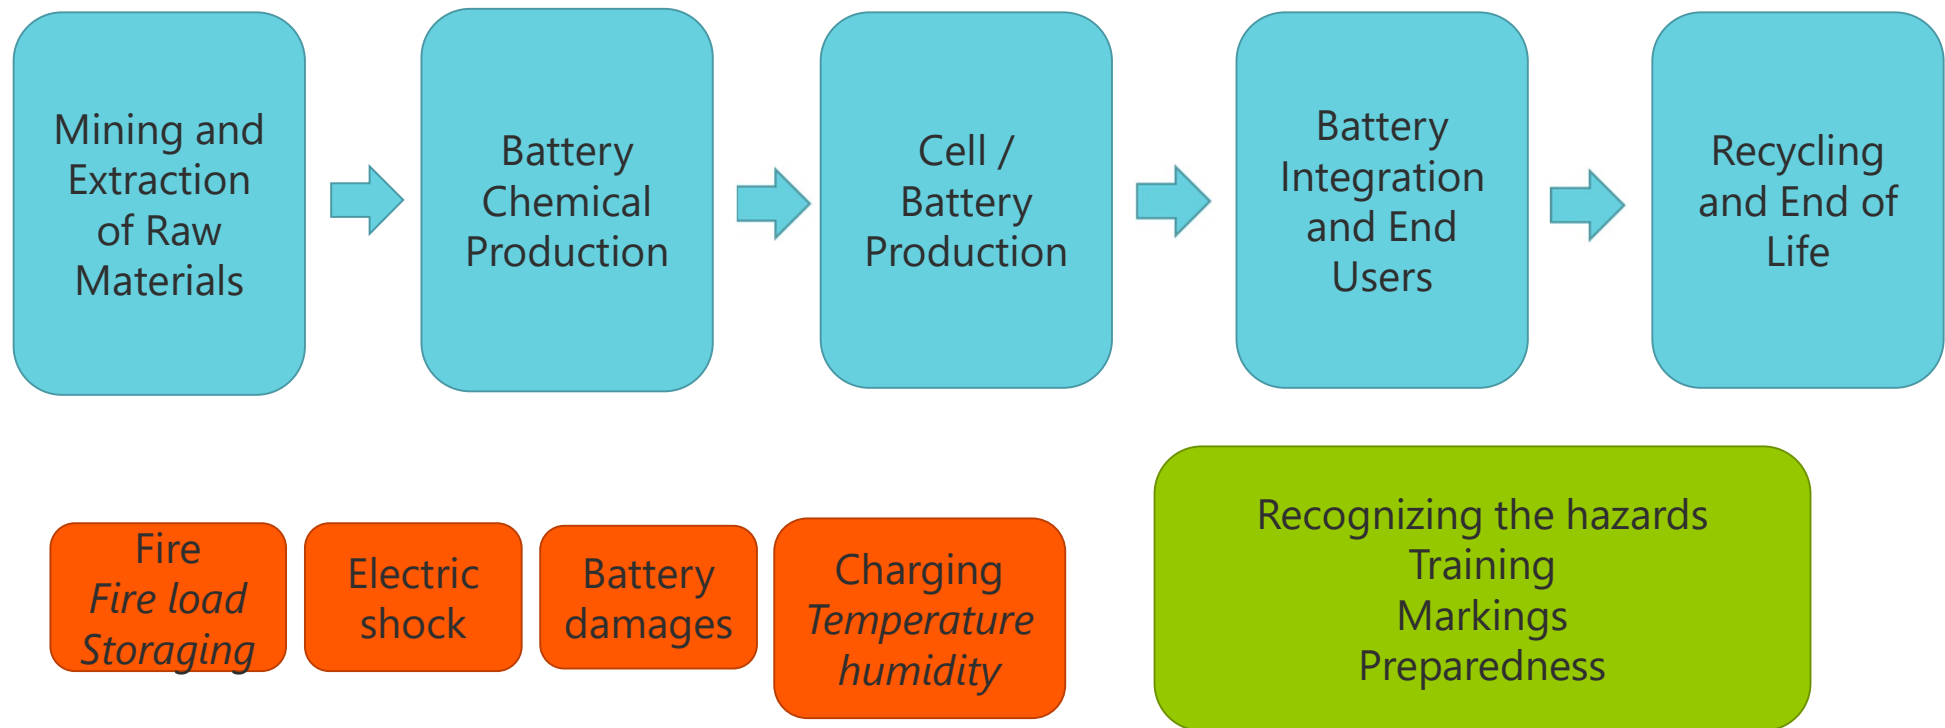 Mining and
Extraction
of Raw
Materials
Battery
Chemical
Production
Cell /
Battery
Production
Battery
Integration
and End
Users
Recycling
and End of
Life
Fire
Fire load
Storaging
Electric
shock
Battery
damages
Charging
Temperature
humidity
Recognizing the hazards
Training
Markings
Preparedness